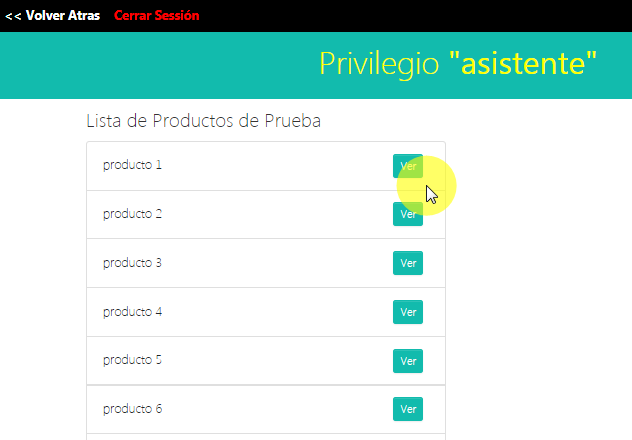 << Volver Atras Cerrar Sessión
Privilegio "asistente"
Lista de Productos de Prueba
producto 1 Ver
producto 2 Ver
producto 3 Ver
producto 4 Ver
producto 5 Ver
producto 6 Ver